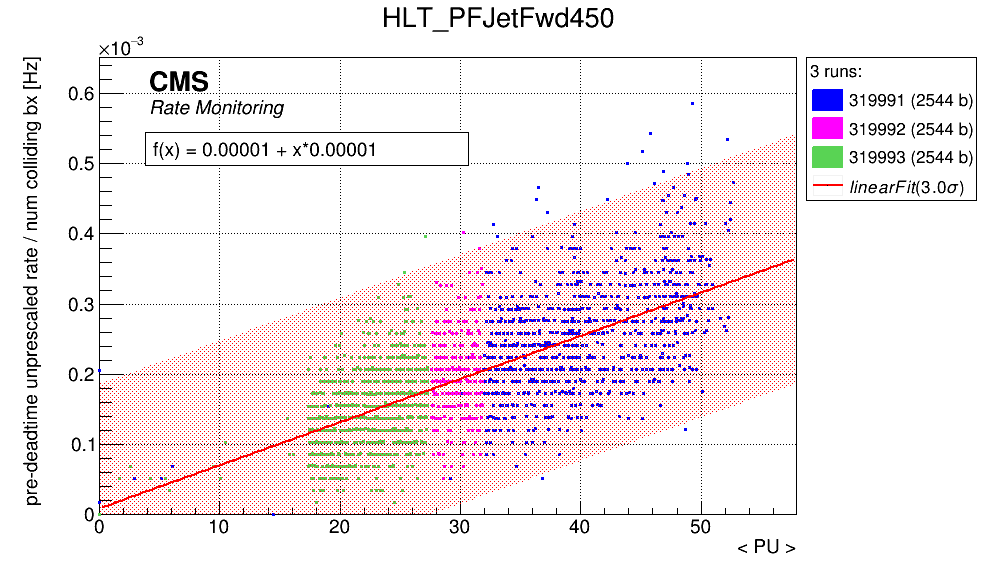 HLT_PFJetFwd450
×10⁻³
CMS
Rate Monitoring
f(x) = 0.00001 + x*0.00001
pre-deadtime unprescaled rate / num colliding bx [Hz]
0.6
0.5
0.4
0.3
0.2
0.1
0
0 10 20 30 40 50
< PU >
3 runs:
319991 (2544 b)
319992 (2544 b)
319993 (2544 b)
linearFit(3.0σ)